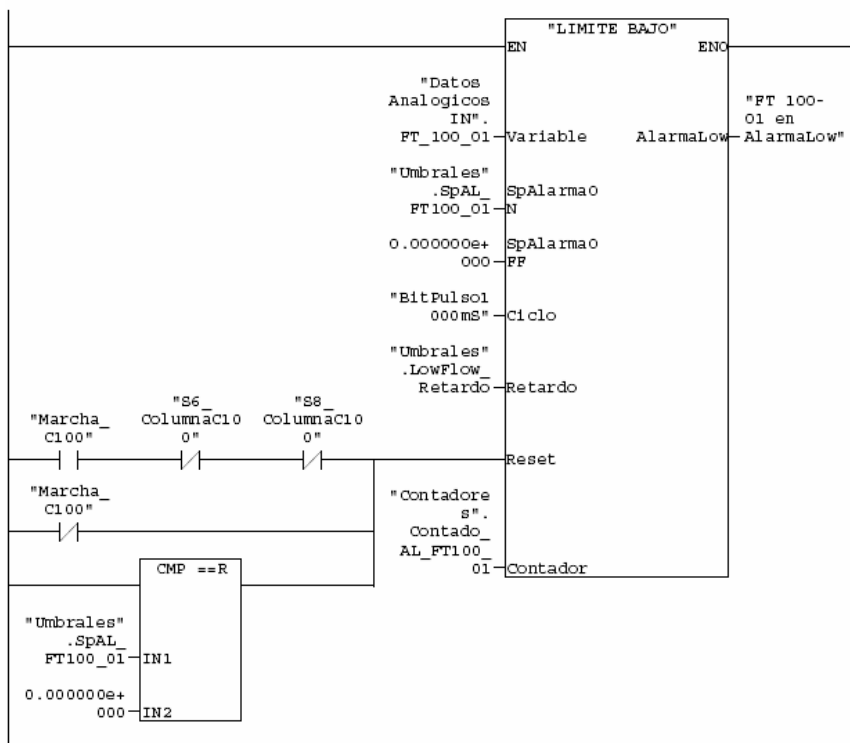 "LIMITE BAJO"
EN
ENO
"Datos
Analogicos
IN".
FT_100_01
Variable
AlarmaLow
"FT 100-
01 en
AlarmaLow"
"Umbrales"
.SpAL_
FT100_01
SpAlarmaO
N
0.000000e+
000
SpAlarmaO
FF
"BitPulso1
000mS"
Ciclo
"Umbrales"
.LowFlow_
Retardo
Retardo
"Marcha_
C100"
"S6_
ColumnaC10
0"
"S8_
ColumnaC10
0"
Reset
"Marcha_
C100"
"Contadore
s".
Contado_
AL_FT100_
01
Contador
CMP ==R
"Umbrales"
.SpAL_
FT100_01
IN1
0.000000e+
000
IN2